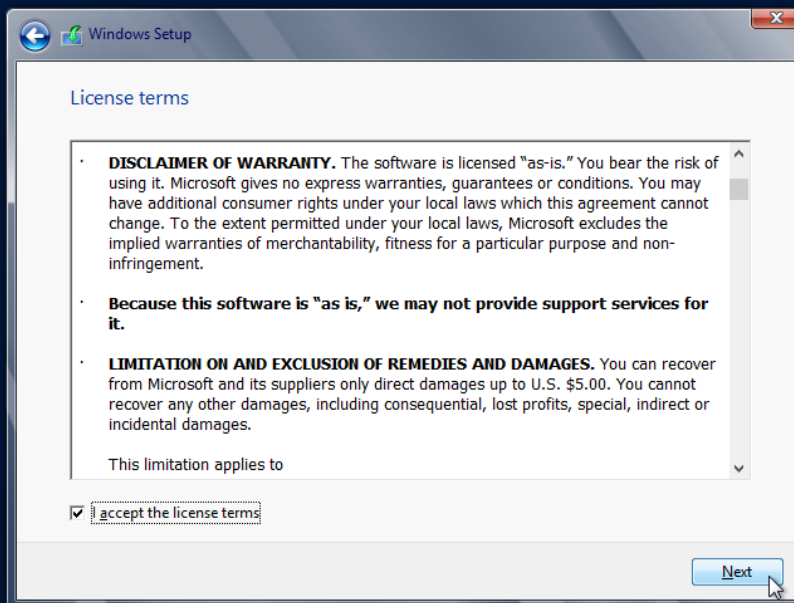 Windows Setup
License terms
· DISCLAIMER OF WARRANTY. The software is licensed “as-is.” You bear the risk of
using it. Microsoft gives no express warranties, guarantees or conditions. You may
have additional consumer rights under your local laws which this agreement cannot
change. To the extent permitted under your local laws, Microsoft excludes the
implied warranties of merchantability, fitness for a particular purpose and non-
infringement.
· Because this software is “as is,” we may not provide support services for
it.
· LIMITATION ON AND EXCLUSION OF REMEDIES AND DAMAGES. You can recover
from Microsoft and its suppliers only direct damages up to U.S. $5.00. You cannot
recover any other damages, including consequential, lost profits, special, indirect or
incidental damages.
This limitation applies to
I accept the license terms
Next